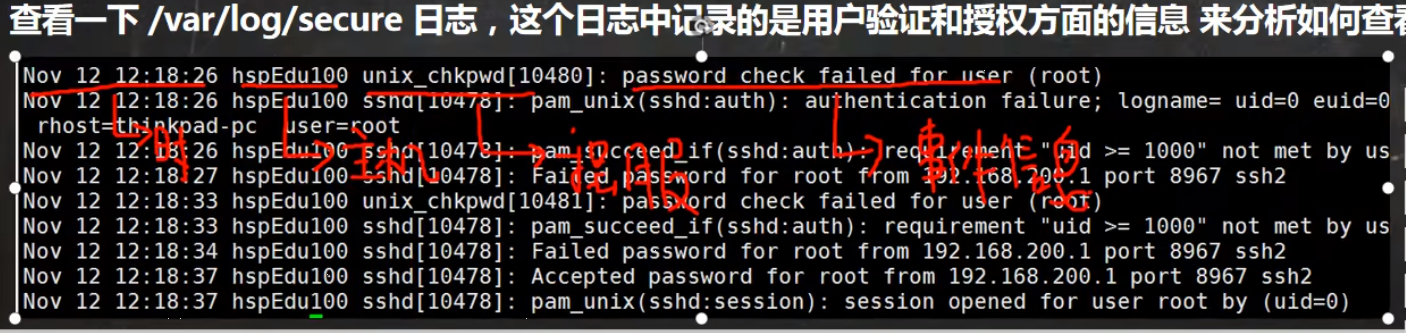 查看一下 /var/log/secure 日志，这个日志中记录的是用户验证和授权方面的信息 来分析如何查看
Nov 12 12:18:26 hspEdu100 unix_chkpwd[10480]: password check failed for user (root)
Nov 12 12:18:26 hspEdu100 sshd[10478]: pam_unix(sshd:auth): authentication failure; logname= uid=0 euid=0
rhost=thinkpad-pc user=root
Nov 12 12:18:26 hspEdu100 sshd[10478]: pam_succeed_if(sshd:auth): requirement "uid >= 1000" not met by us
Nov 12 12:18:27 hspEdu100 sshd[10478]: Failed password for root from 192.168.200.1 port 8967 ssh2
时 主机 程 服 事件信息
Nov 12 12:18:33 hspEdu100 unix_chkpwd[10481]: password check failed for user (root)
Nov 12 12:18:33 hspEdu100 sshd[10478]: pam_succeed_if(sshd:auth): requirement "uid >= 1000" not met by us
Nov 12 12:18:34 hspEdu100 sshd[10478]: Failed password for root from 192.168.200.1 port 8967 ssh2
Nov 12 12:18:37 hspEdu100 sshd[10478]: Accepted password for root from 192.168.200.1 port 8967 ssh2
Nov 12 12:18:37 hspEdu100 sshd[10478]: pam_unix(sshd:session): session opened for user root by (uid=0)